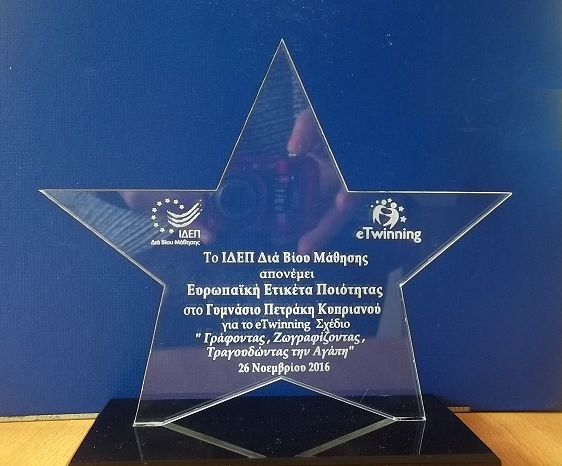 ΙΔΕΠ
Διά Βίου Μάθησης
eTwinning
Το ΙΔΕΠ Διά Βίου Μάθησης
απονέμει
Ευρωπαϊκή Ετικέτα Ποιότητας
στο Γυμνάσιο Πετράκη Κυπριανού
για το eTwinning Σχέδιο
" Γράφοντας , Ζωγραφίζοντας ,
Τραγουδώντας την Αγάπη"
26 Νοεμβρίου 2016